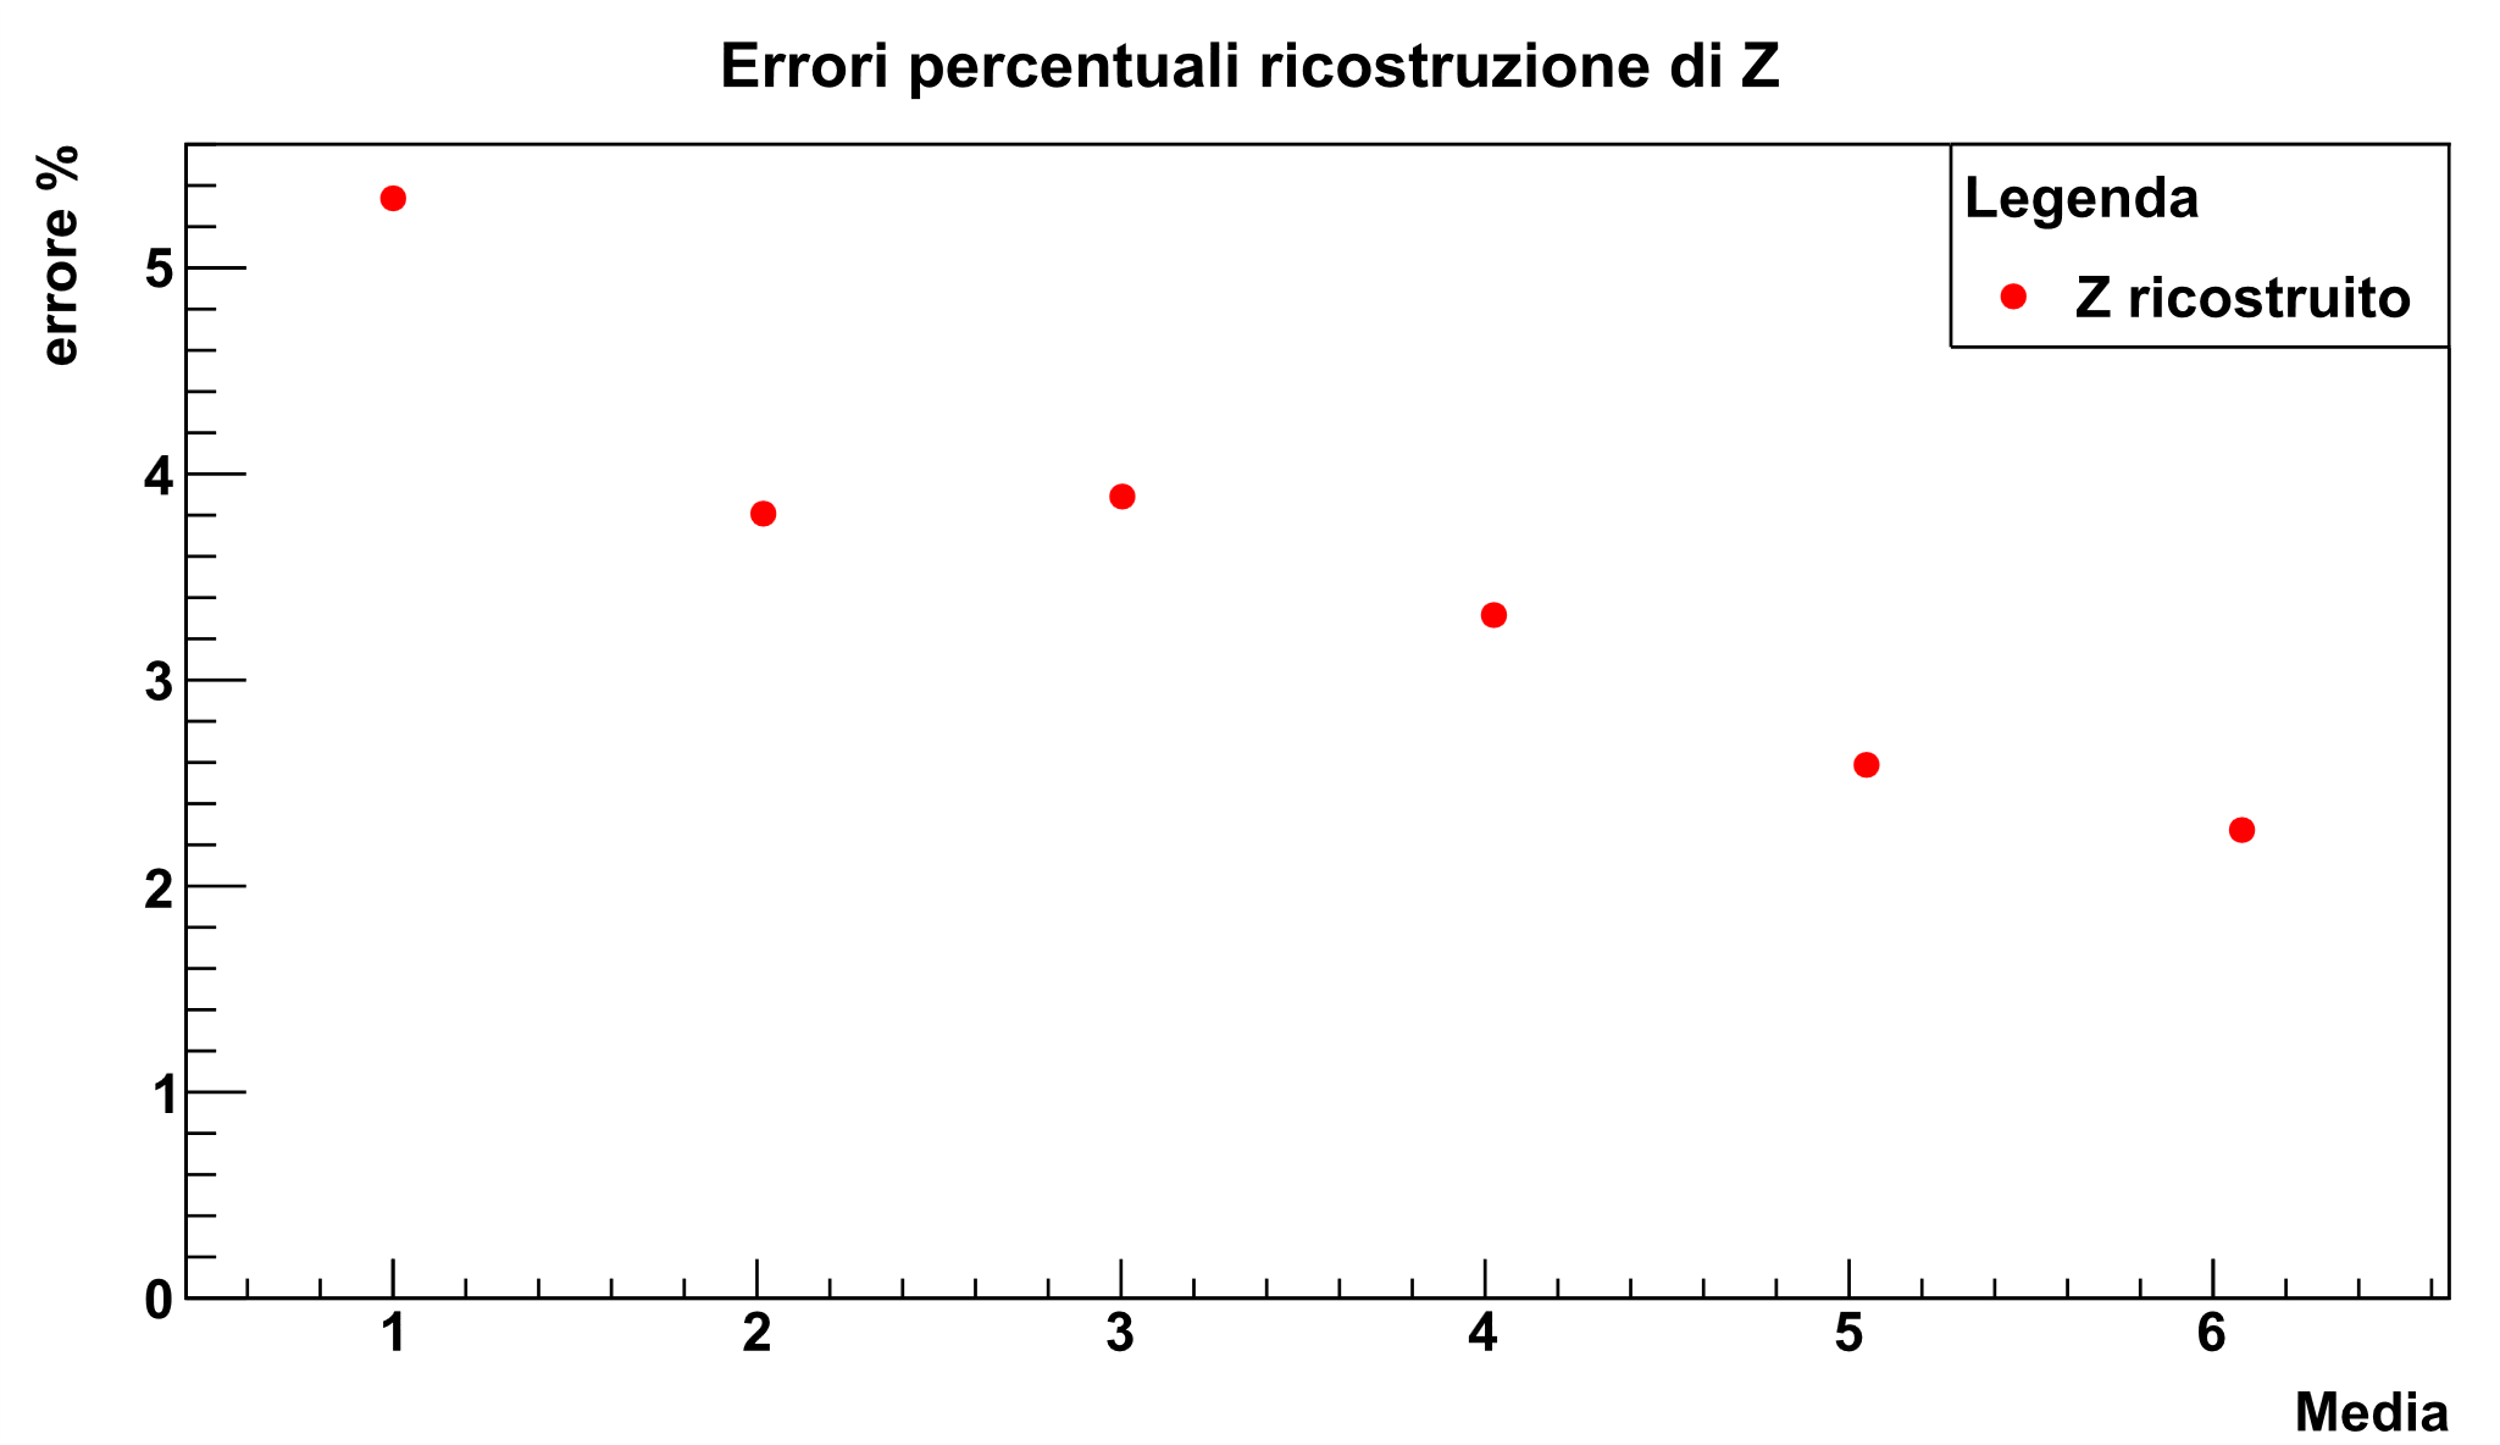 Errori percentuali ricostruzione di Z
errore %
Legenda
Z ricostruito
5
4
3
2
1
0
1 2 3 4 5 6
Media